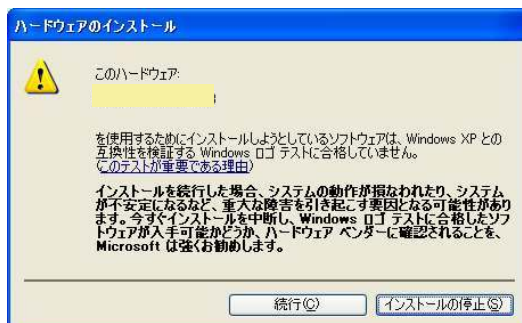 ハードウェアのインストール
このハードウェア:
を使用するためにインストールしようとしているソフトウェアは、Windows XP との
互換性を検証する Windows ロゴ テストに合格していません。
(このテストが重要である理由)
インストールを続行した場合、システムの動作が損なわれたり、システム
が不安定になるなど、重大な障害を引き起こす要因となる可能性があり
ます。今すぐインストールを中断し、Windows ロゴ テストに合格したソフ
トウェアが入手可能かどうか、ハードウェア ベンダーに確認されることを、
Microsoft は強くお勧めします。
続行(C)
インストールの停止(S)